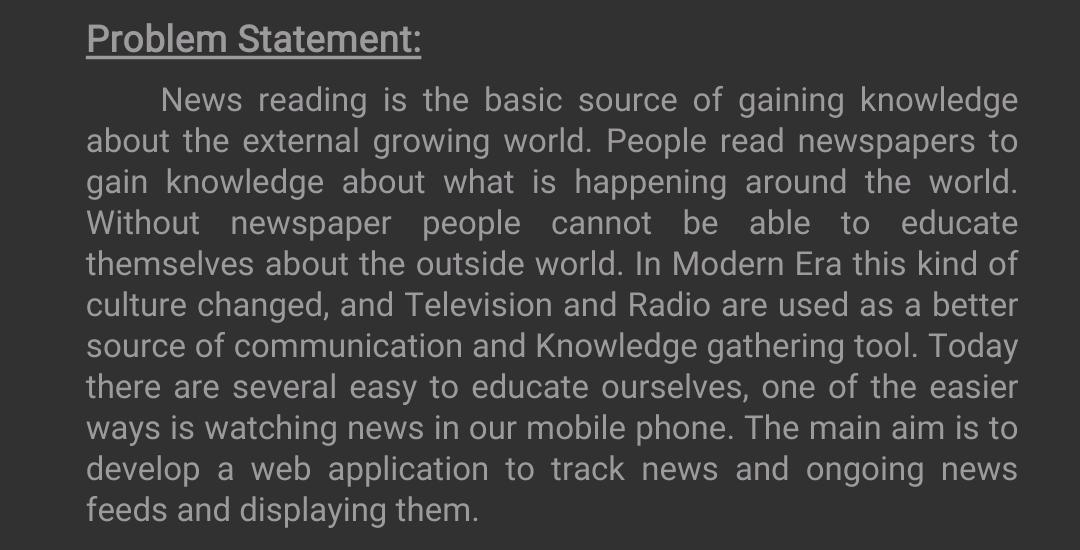 Problem Statement:
News reading is the basic source of gaining knowledge
about the external growing world. People read newspapers to
gain knowledge about what is happening around the world.
Without newspaper people cannot be able to educate
themselves about the outside world. In Modern Era this kind of
culture changed, and Television and Radio are used as a better
source of communication and Knowledge gathering tool. Today
there are several easy to educate ourselves, one of the easier
ways is watching news in our mobile phone. The main aim is to
develop a web application to track news and ongoing news
feeds and displaying them.